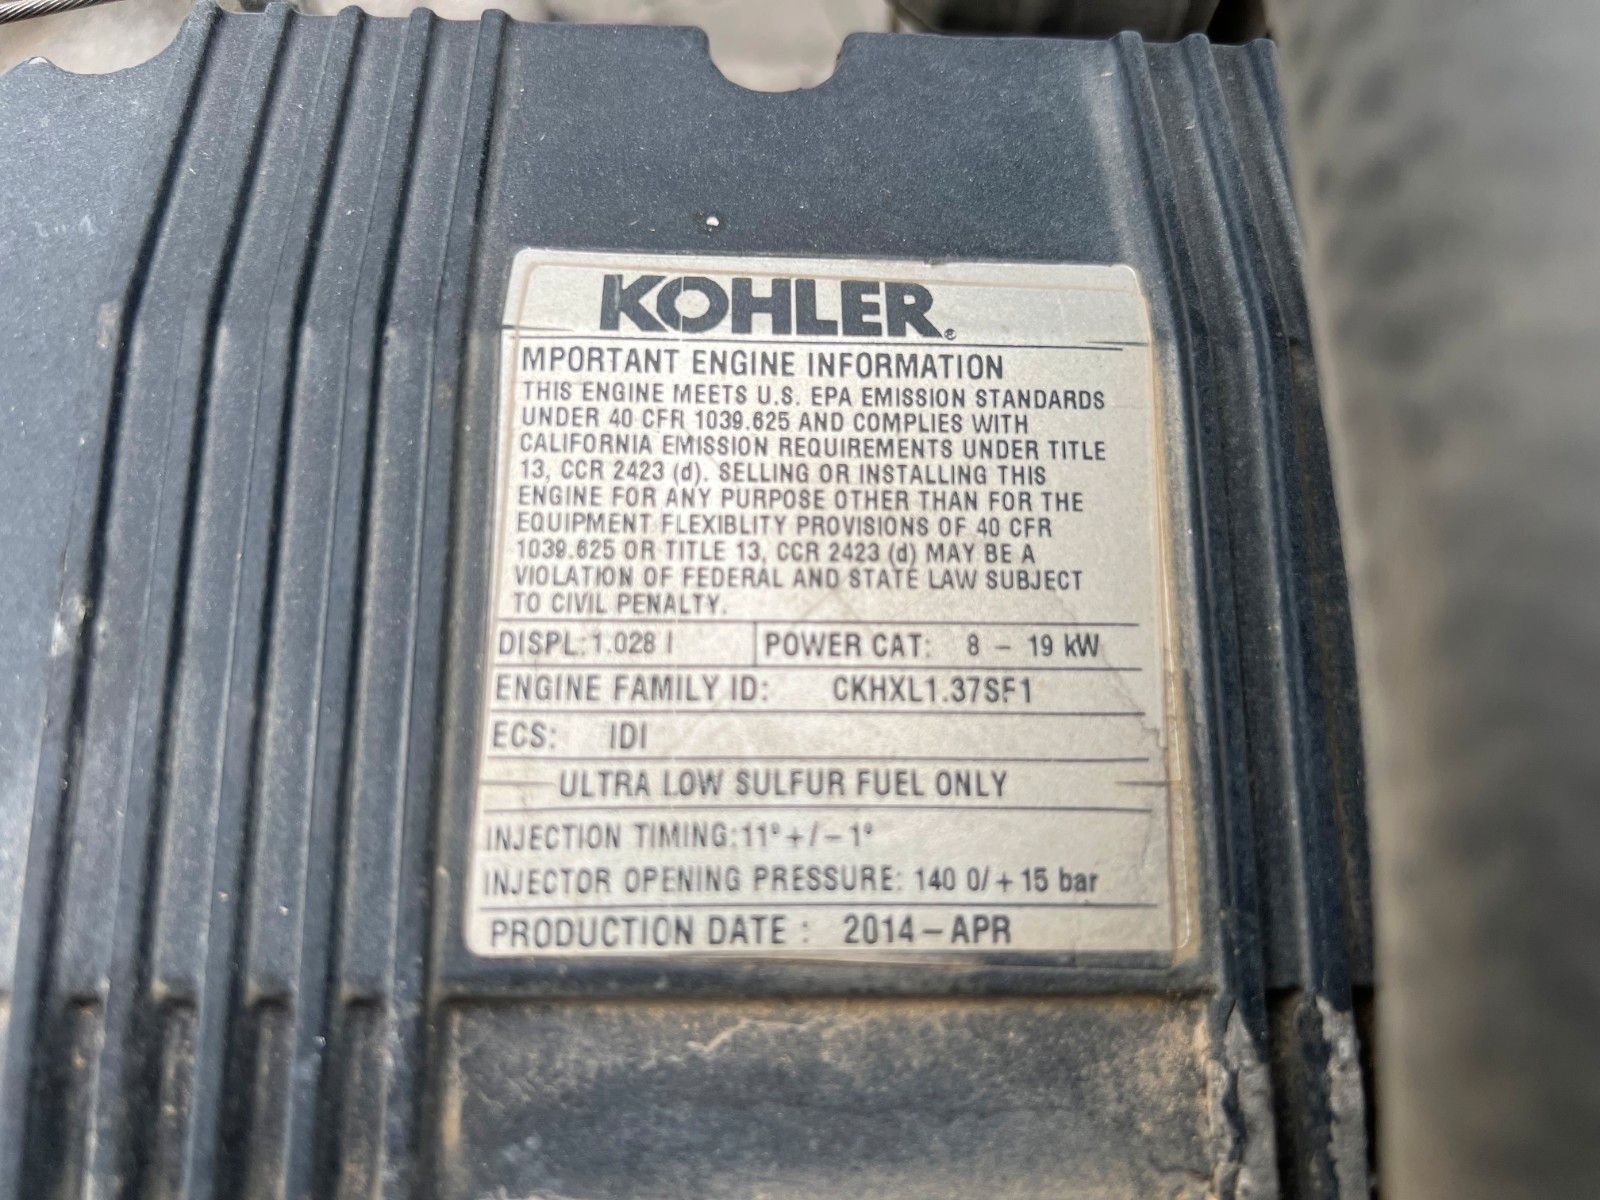 KOHLER®
MPORTANT ENGINE INFORMATION
THIS ENGINE MEETS U.S. EPA EMISSION STANDARDS
UNDER 40 CFR 1039.625 AND COMPLIES WITH
CALIFORNIA EMISSION REQUIREMENTS UNDER TITLE
13, CCR 2423 (d). SELLING OR INSTALLING THIS
ENGINE FOR ANY PURPOSE OTHER THAN FOR THE
EQUIPMENT FLEXIBLITY PROVISIONS OF 40 CFR
1039.625 OR TITLE 13, CCR 2423 (d) MAY BE A
VIOLATION OF FEDERAL AND STATE LAW SUBJECT
TO CIVIL PENALTY.
DISPL: 1.028 l POWER CAT: 8 – 19 kW
ENGINE FAMILY ID: CKHXL1.37SF1
ECS: IDI
ULTRA LOW SULFUR FUEL ONLY
INJECTION TIMING: 11° +/– 1°
INJECTOR OPENING PRESSURE: 140 0/+15 bar
PRODUCTION DATE : 2014–APR